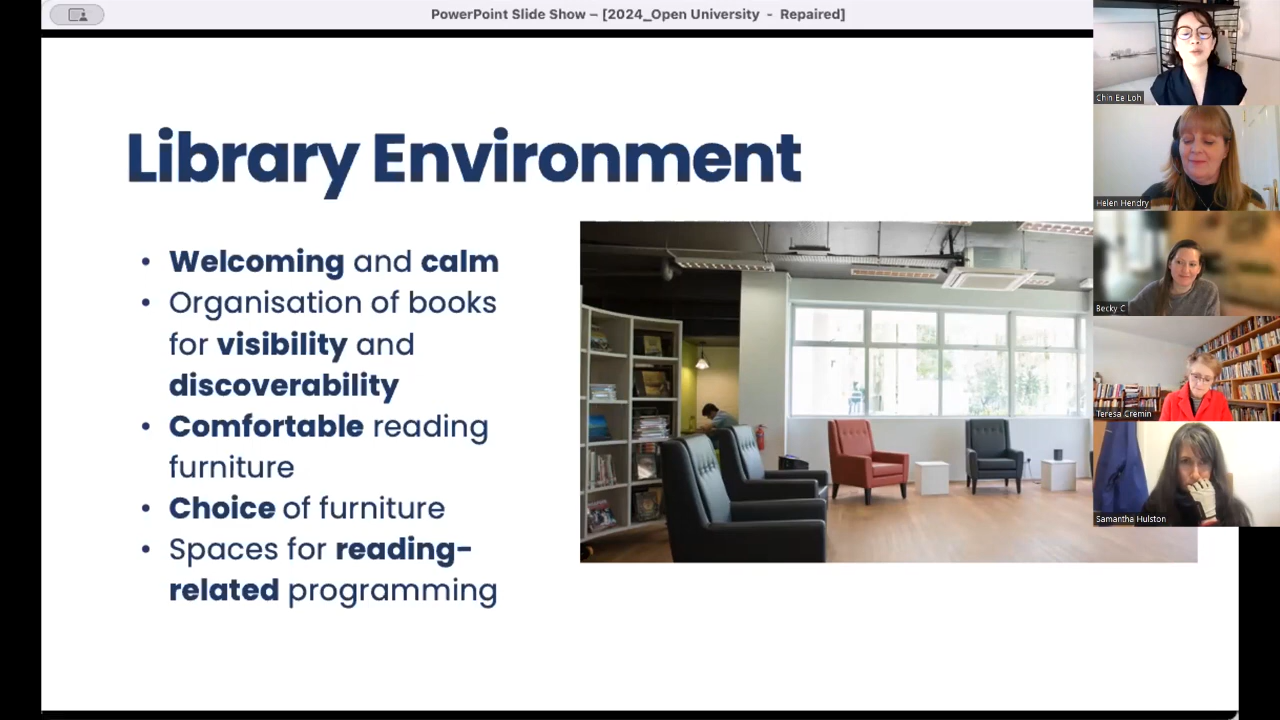 PowerPoint Slide Show – [2024_Open University - Repaired]
Library Environment
• Welcoming and calm
• Organisation of books
for visibility and
discoverability
• Comfortable reading
furniture
• Choice of furniture
• Spaces for reading-
related programming
Chin Ee Loh
Helen Hendry
Becky C
Teresa Cremin
Samantha Hulston